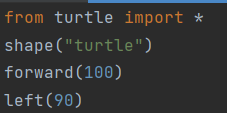 from turtle import *
shape("turtle")
forward(100)
left(90)